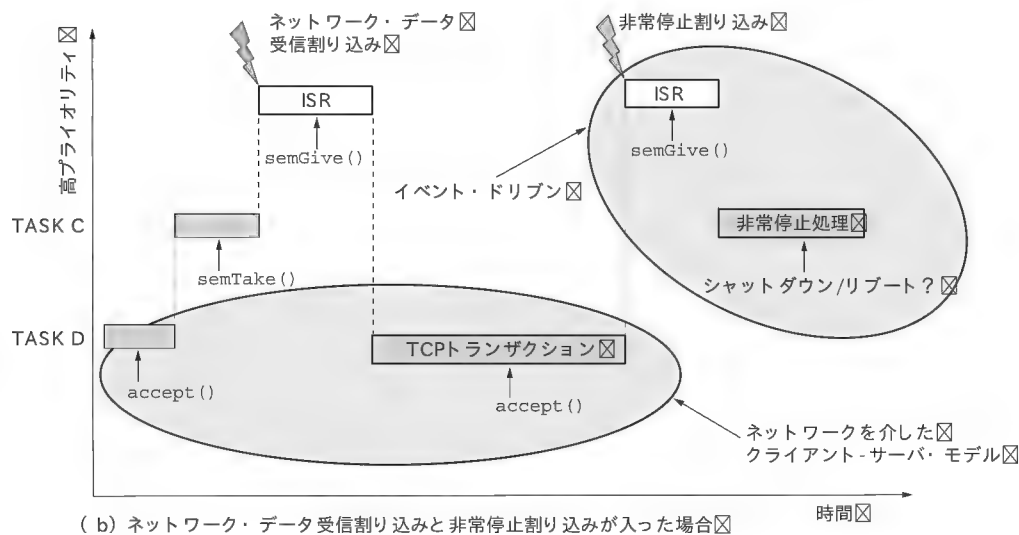 ネットワーク・データ
受信割り込み
非常停止割り込み
高プライオリティ
ISR
ISR
semGive()
semGive()
イベント・ドリブン
TASK C
非常停止処理
semTake()
シャットダウン/リブート?
TASK D
TCPトランザクション
accept()
accept()
ネットワークを介した
クライアント-サーバ・モデル
時間
(b) ネットワーク・データ受信割り込みと非常停止割り込みが入った場合